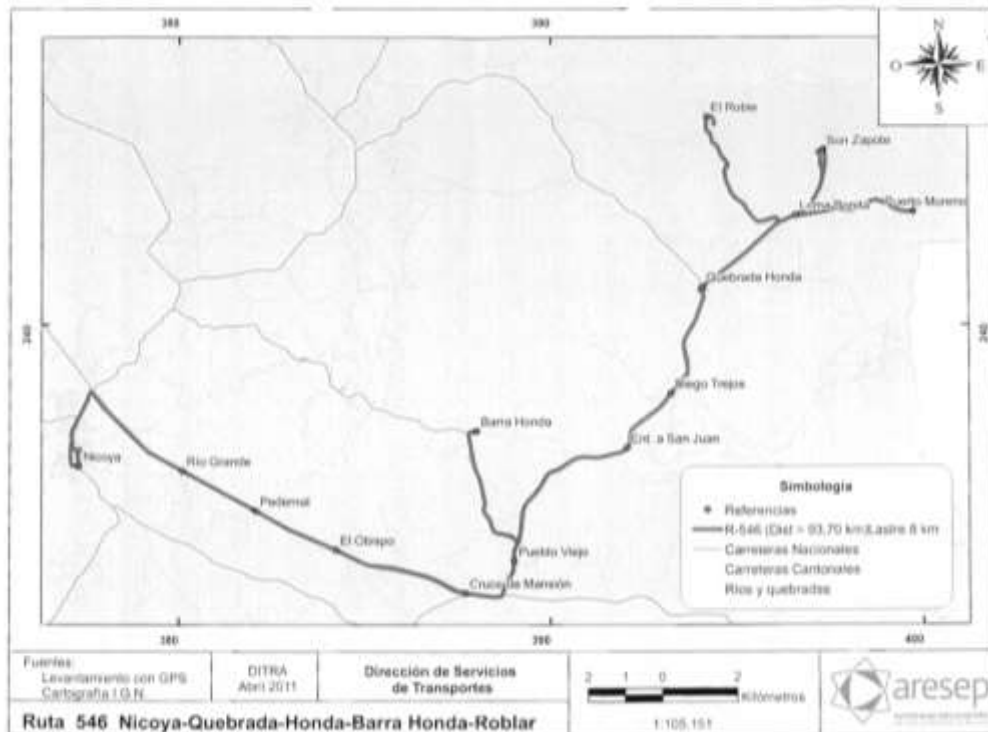 380
390
N
O
E
S
El Roble
San Zapote
Loma Bonita
Puerto Moreno
Quebrada Honda
240
240
Diego Trejos
Barra Honda
Ent. a San Juan
Nicoya
Río Grande
Pedernal
El Obispo
Pueblo Viejo
Cruce de Mansión
Simbología
Referencias
R-546 (Dist = 93,70 km/Lastre 8 km
Carreteras Nacionales
Carreteras Cantonales
Ríos y quebradas
380
390
400
Fuentes:
Levantamiento con GPS
Cartografía I.G.N.
DITRA
Abril 2011
Dirección de Servicios
de Transportes
2 1 0 2
Kilómetros
1:105.151
aresep
Ruta 546 Nicoya-Quebrada-Honda-Barra Honda-Roblar